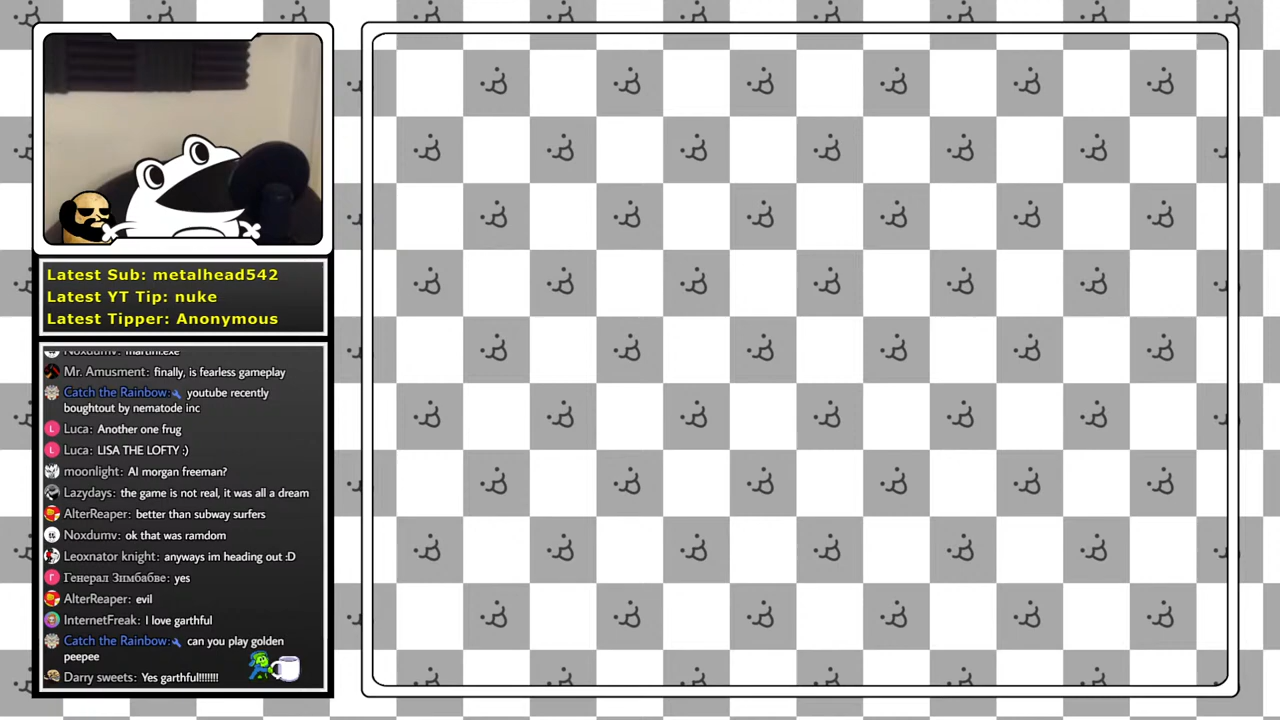 Latest Sub: metalhead542
Latest YT Tip: nuke
Latest Tipper: Anonymous
Noxdumv: martini.exe
Mr. Amusment: finally, is fearless gameplay
Catch the Rainbow: youtube recently
boughtout by nematode inc
Luca: Another one frug
Luca: LISA THE LOFTY :)
moonlight: AI morgan freeman?
Lazydays: the game is not real, it was all a dream
AlterReaper: better than subway surfers
Noxdumv: ok that was ramdom
Leoxnator knight: anyways im heading out :D
Генерал Зімбабве: yes
AlterReaper: evil
InternetFreak: I love garthful
Catch the Rainbow: can you play golden
peepee
Darry sweets: Yes garthful!!!!!!!